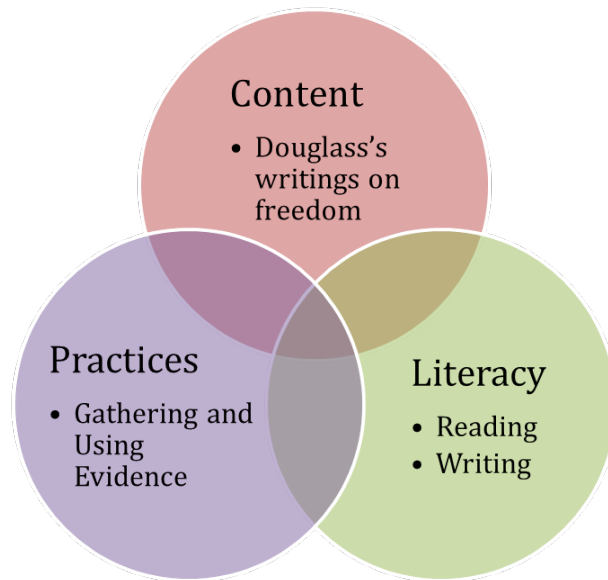 Content
• Douglass's
writings on
freedom
Practices
• Gathering and
Using
Evidence
Literacy
• Reading
• Writing